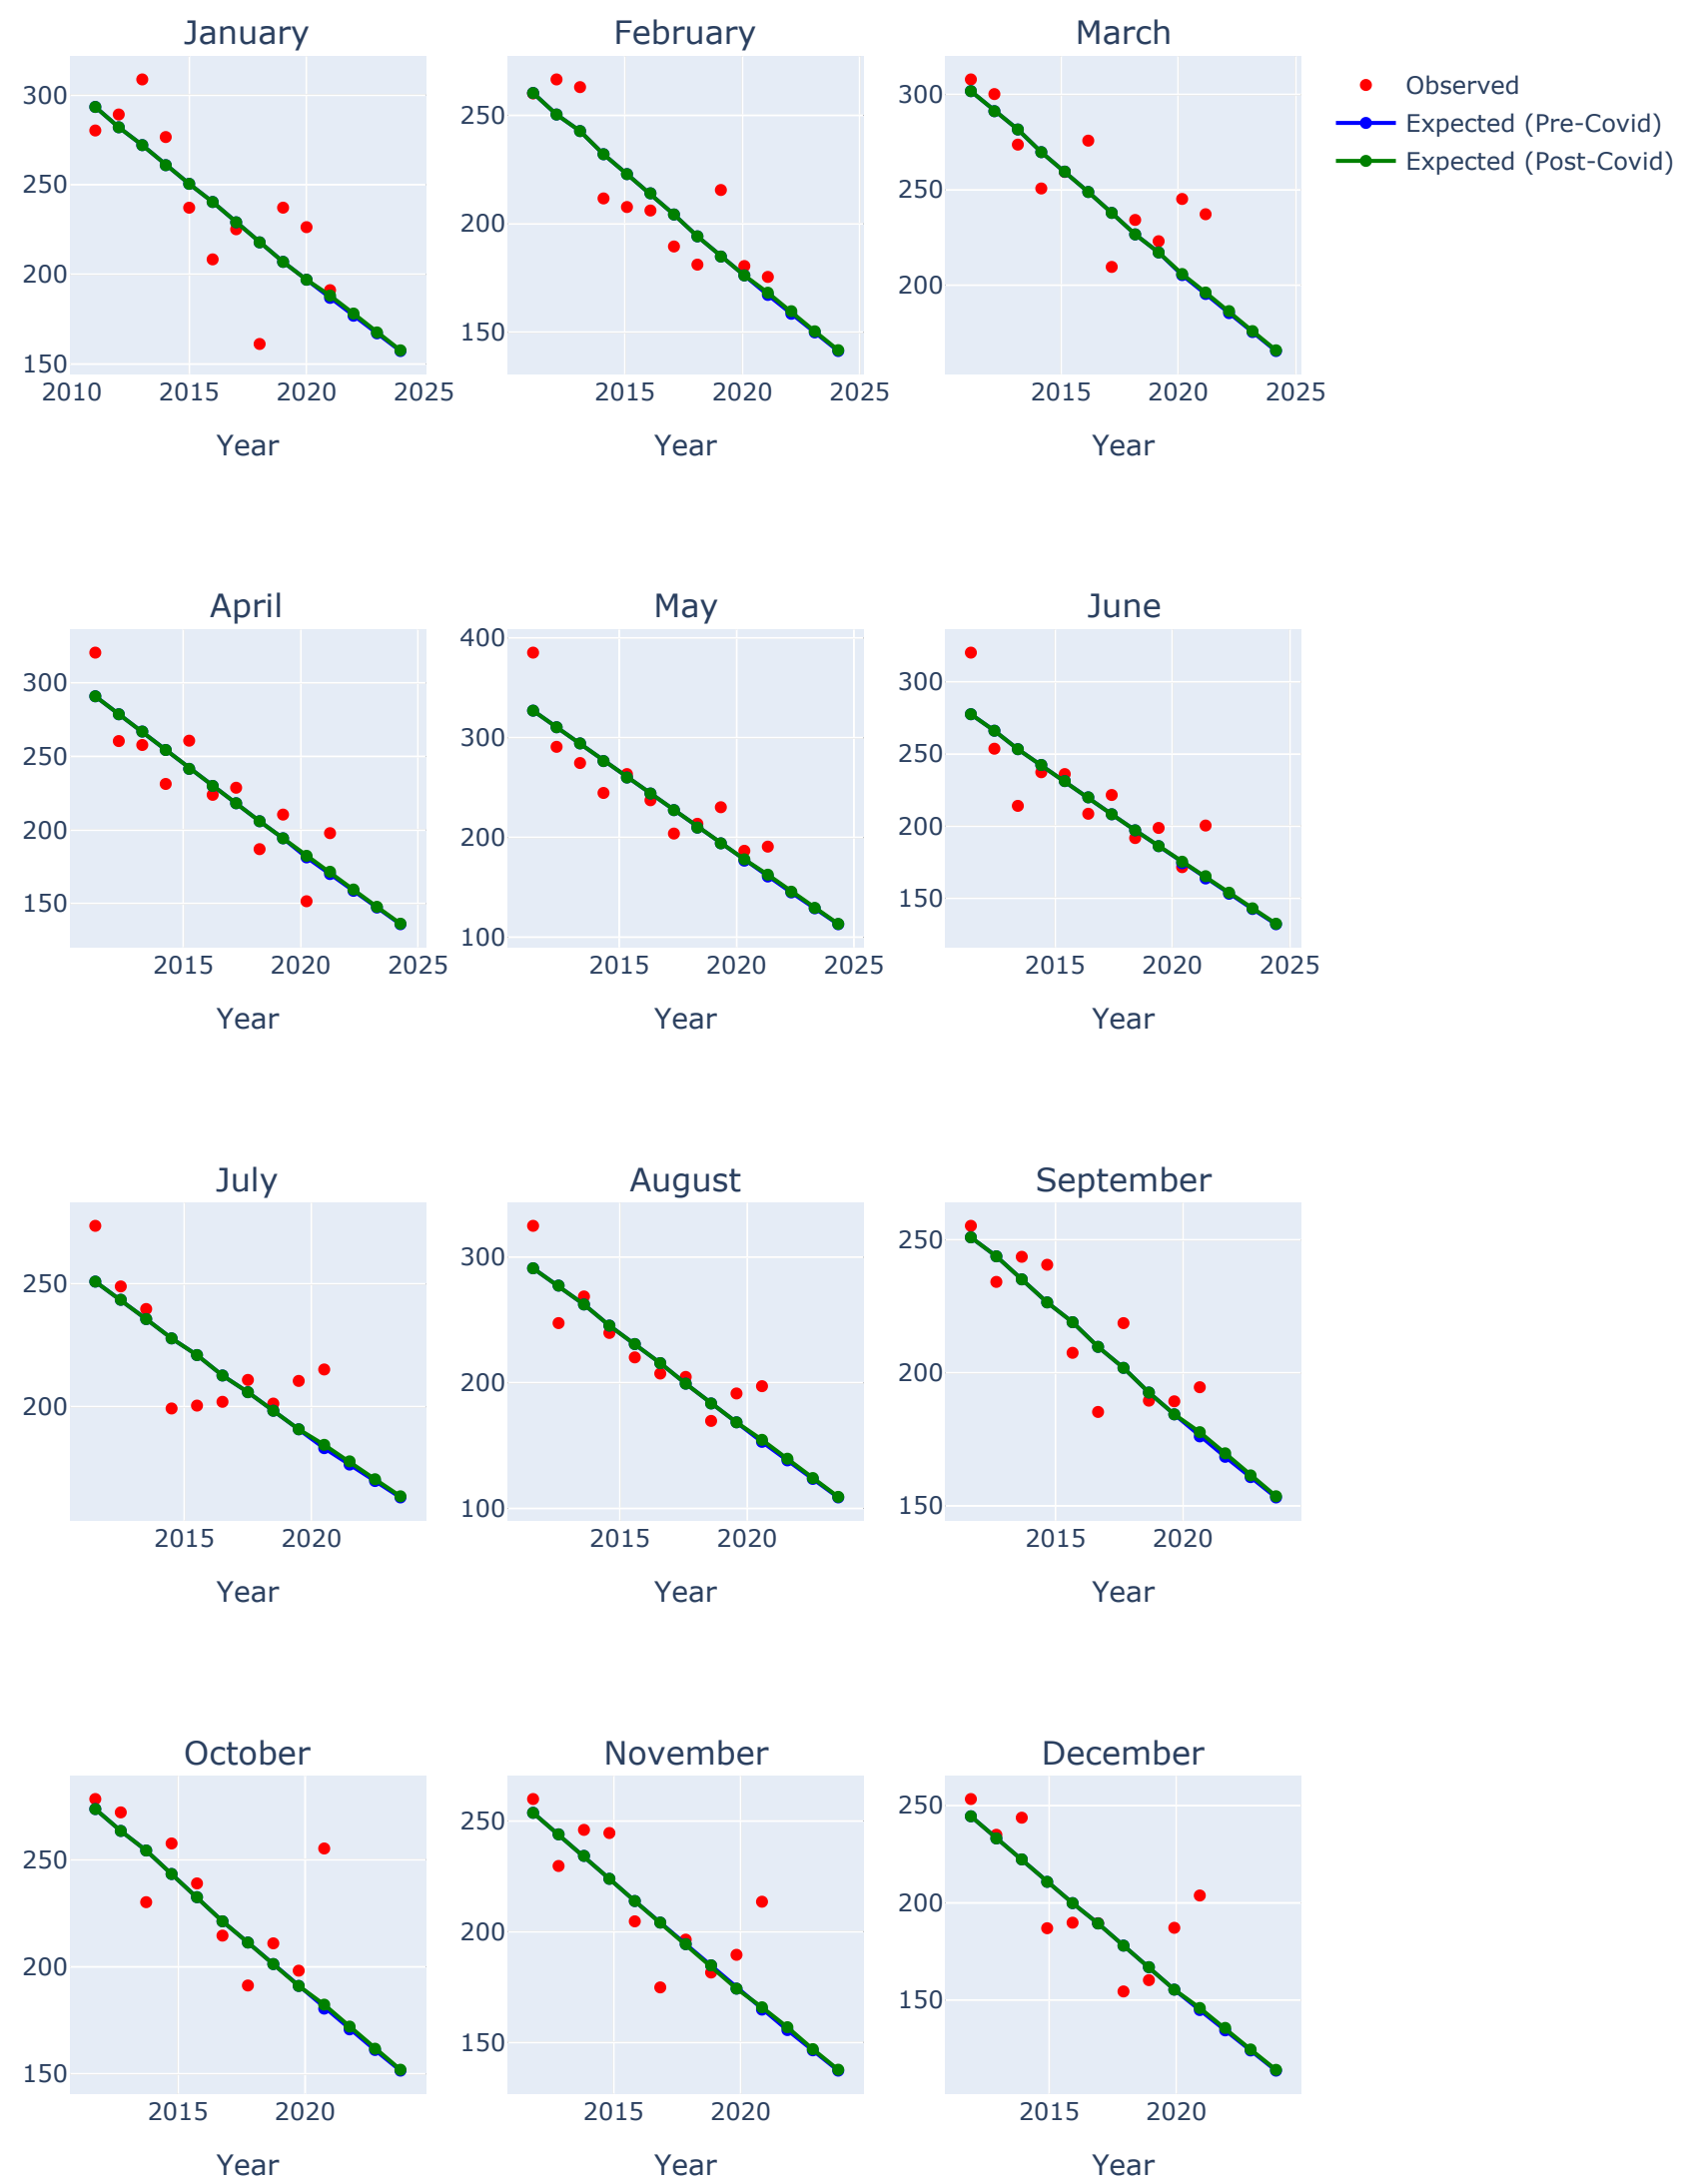 January
February
March
Observed
Expected (Pre-Covid)
Expected (Post-Covid)
300
250
200
150
2010
2015
2020
2025
Year
250
200
150
2015
2020
2025
Year
300
250
200
2015
2020
2025
Year
April
May
June
300
250
200
150
2015
2020
2025
Year
400
300
200
100
2015
2020
2025
Year
300
250
200
150
2015
2020
2025
Year
July
August
September
250
200
2015
2020
Year
300
200
100
2015
2020
Year
250
200
150
2015
2020
Year
October
November
December
250
200
150
2015
2020
Year
250
200
150
2015
2020
Year
250
200
150
2015
2020
Year